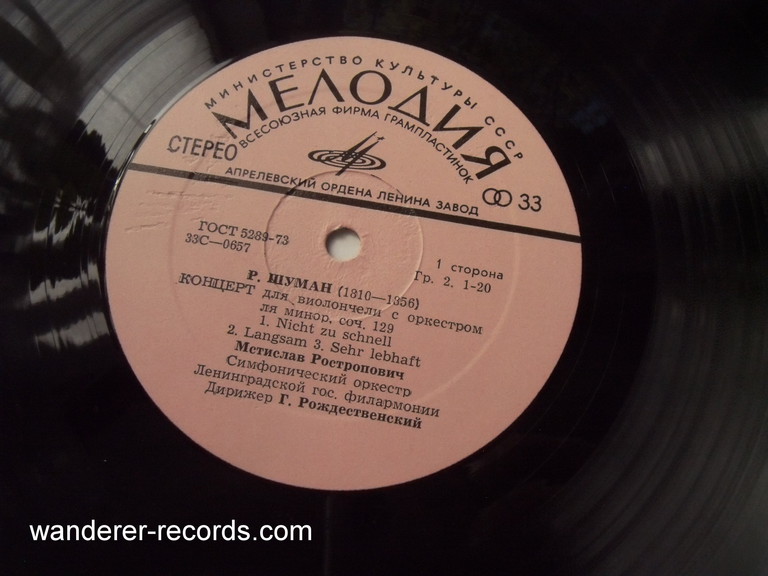 МИНИСТЕРСТВО КУЛЬТУРЫ СССР
МЕЛОДИЯ
ВСЕСОЮЗНАЯ ФИРМА ГРАМПЛАСТИНОК
СТЕРЕО
АПРЕЛЕВСКИЙ ОРДЕНА ЛЕНИНА ЗАВОД
33
ГОСТ 5289-73
33С—0657
1 сторона
Гр. 2. 1-20
Р. ШУМАН (1310—1356)
КОНЦЕРТ для виолончели с оркестром
ля минор, соч. 129
1. Nicht zu schnell
2. Langsam 3. Sehr lebhaft
Мстислав Ростропович
Симфонический оркестр
Ленинградской гос. филармонии
Дирижер Г. Рождественский
wanderer-records.com